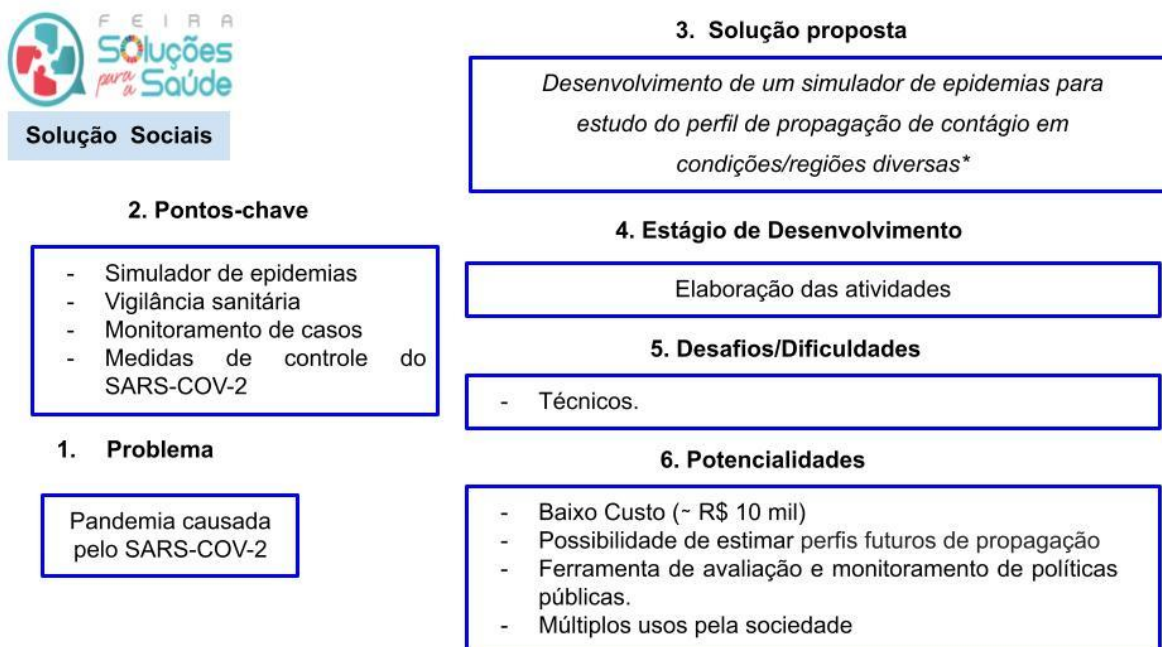 FEIRA
SOluções
para
a
Saúde
Solução Sociais
2. Pontos-chave
- Simulador de epidemias
- Vigilância sanitária
- Monitoramento de casos
- Medidas de controle do
SARS-COV-2
1. Problema
Pandemia causada
pelo SARS-COV-2
3. Solução proposta
Desenvolvimento de um simulador de epidemias para
estudo do perfil de propagação de contágio em
condições/regiões diversas*
4. Estágio de Desenvolvimento
Elaboração das atividades
5. Desafios/Dificuldades
- Técnicos.
6. Potencialidades
- Baixo Custo (~ R$ 10 mil)
- Possibilidade de estimar perfis futuros de propagação
- Ferramenta de avaliação e monitoramento de políticas
públicas.
- Múltiplos usos pela sociedade